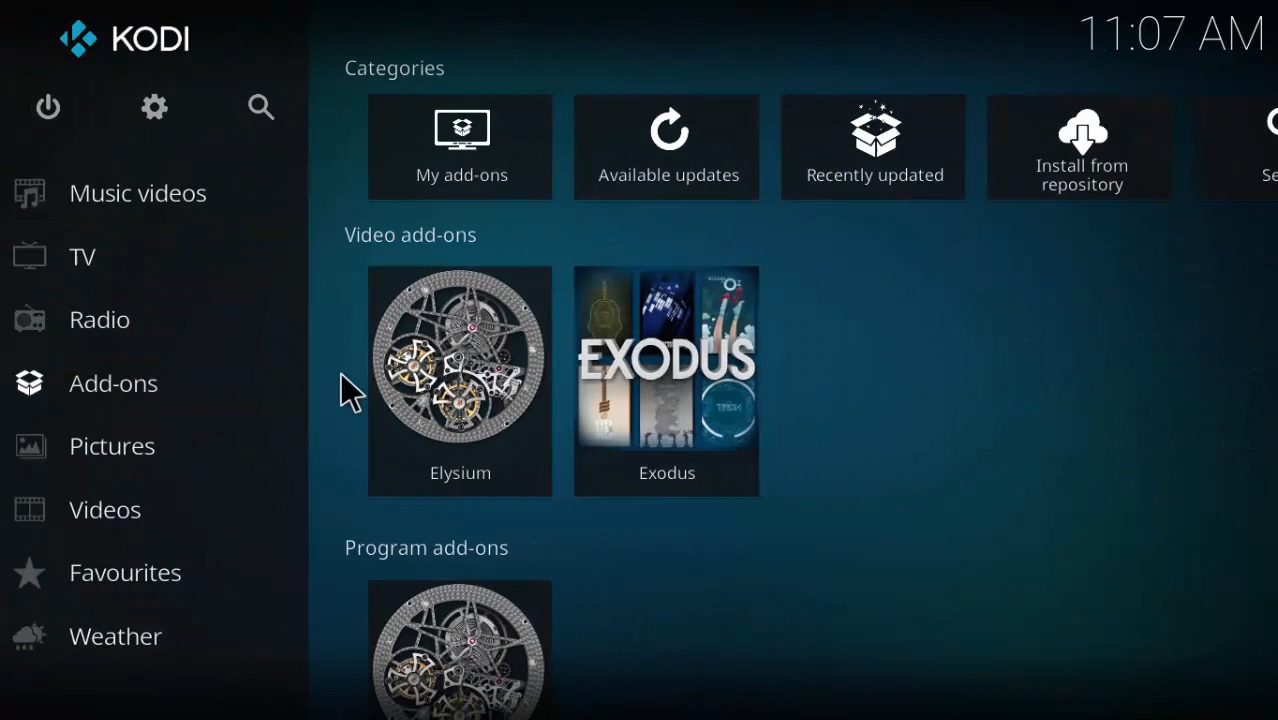 KODI
11:07 AM
Categories
My add-ons
Available updates
Recently updated
Install from
repository
Music videos
TV
Radio
Add-ons
Pictures
Videos
Favourites
Weather
Video add-ons
EXODUS
Elysium
Exodus
Program add-ons